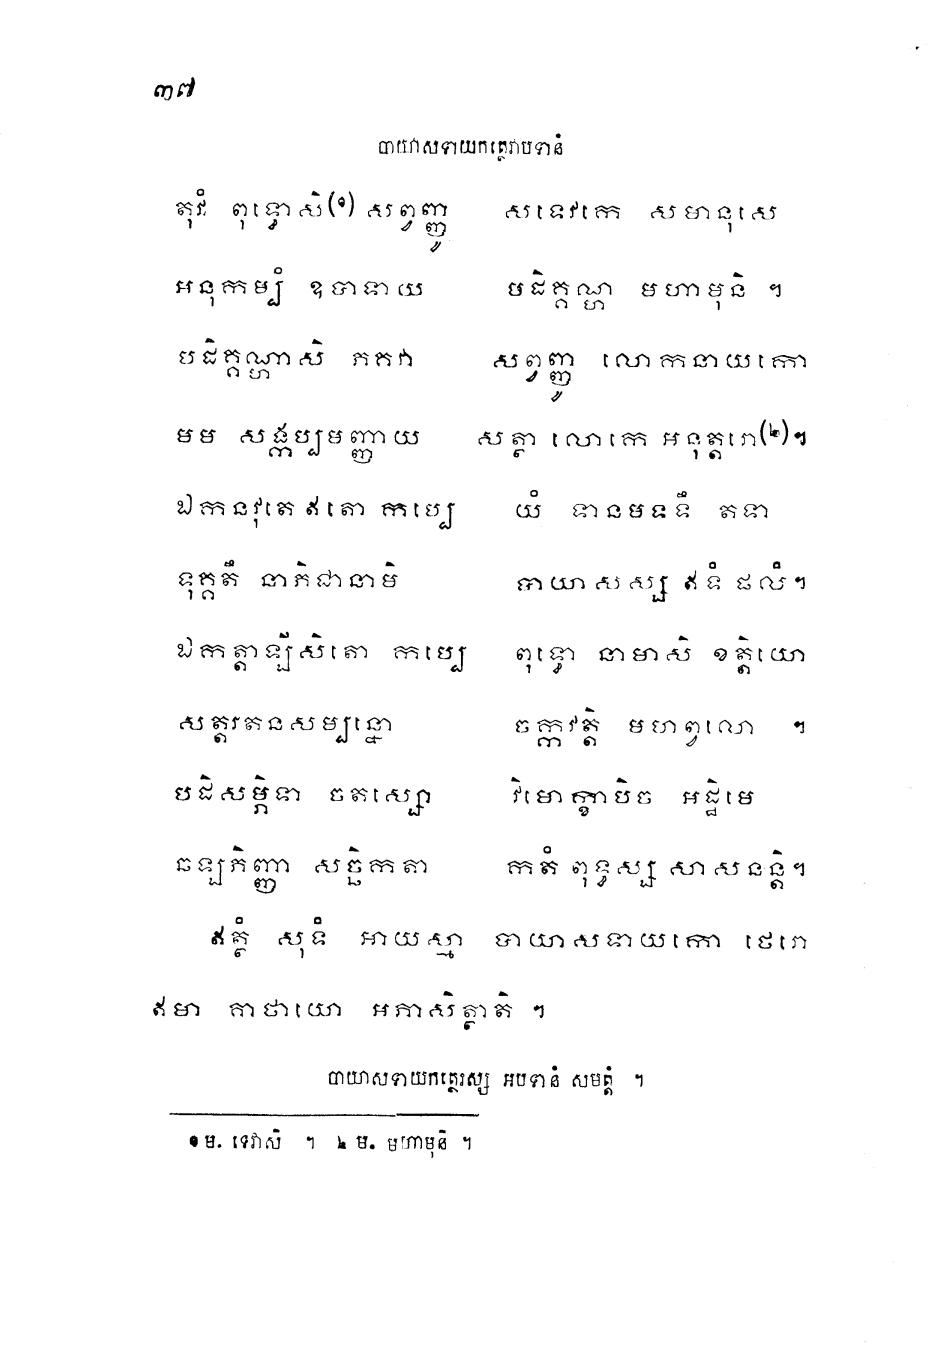 ៣៧
បាយាសទាយកត្ថេរាបទានំ
តុវំ ពុទ្ធោសិ(១) សព្វញ្ញូ សទេវកេ សមានុសេ
អនុកម្បំ ឧបាទាយ បដិគ្គណ្ហ មហាមុនិ ។
បដិគ្គណ្ហាសិ ភគវា សព្វញ្ញូ លោកនាយកោ
មម សង្កប្បមញ្ញាយ សត្ថា លោកេ អនុត្តរោ(២)។
ឯកនវុតេ ឥតោ កប្បេ យំ ទានមទទឹ តទា
ទុគ្គតឹ នាភិជានាមិ បាយាសស្ស ឥទំ ផលំ។
ឯកត្តាឡីសិតោ កប្បេ ពុទ្ធោ នាមាសិ ខត្តិយោ
សត្តរតនសម្បន្នោ ចក្កវត្តិ មហព្វលោ ។
បដិសម្ភិទា ចតស្សោ វិមោក្ខាបិច អដ្ឋិមេ
ឆឡភិញ្ញា សច្ឆិកតា កតំ ពុទ្ធស្ស សាសនន្តិ។
ឥត្ថំ សុទំ អាយស្មា បាយាសទាយកោ ថេរោ
ឥមា គាថាយោ អភាសិត្ថាតិ ។
បាយាសទាយកត្ថេរស្ស អបទានំ សមត្តំ ។
១ ម. ទេវាសិ ។ ២ ម. មហាមុនិ ។